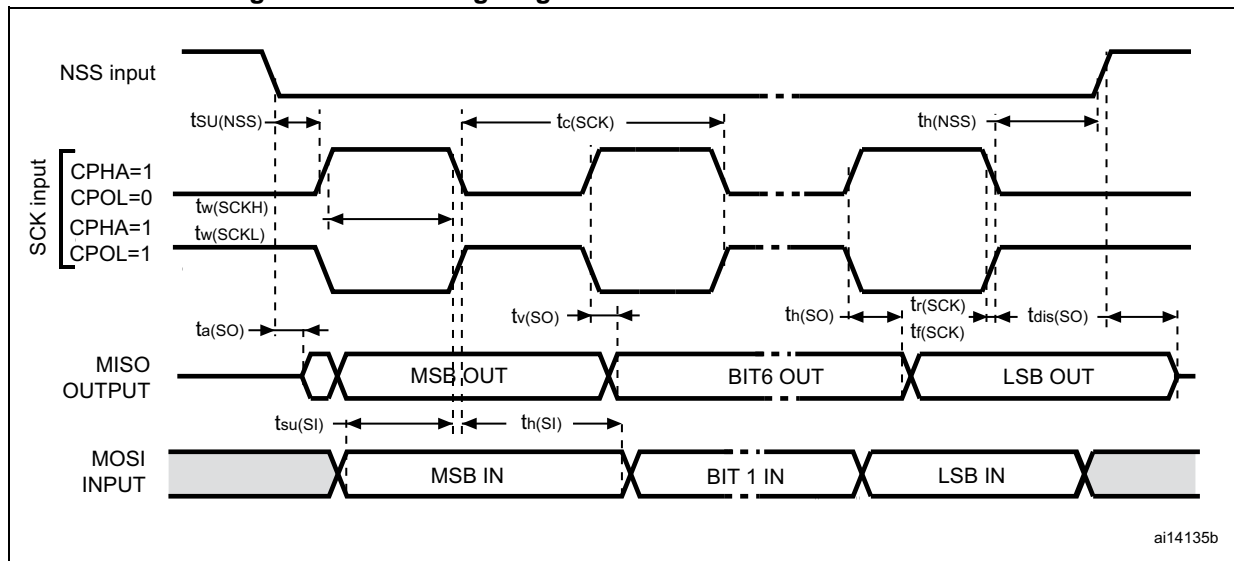 NSS input
tSU(NSS)
tc(SCK)
th(NSS)
SCK input
CPHA=1
CPOL=0
tw(SCKH)
CPHA=1
tw(SCKL)
CPOL=1
ta(SO)
tv(SO)
th(SO)
tr(SCK)
tf(SCK)
tdis(SO)
MISO
OUTPUT
MSB OUT
BIT6 OUT
LSB OUT
tsu(SI)
th(SI)
MOSI
INPUT
MSB IN
BIT 1 IN
LSB IN
ai14135b